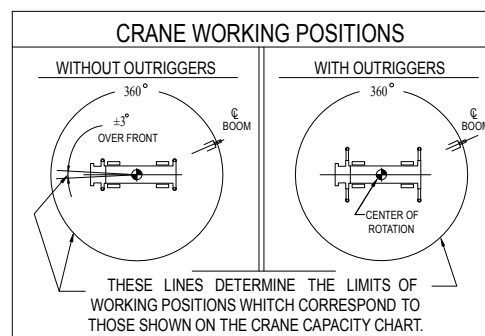 CRANE WORKING POSITIONS
WITHOUT OUTRIGGERS
360°
±3°
OVER FRONT
℄
BOOM
WITH OUTRIGGERS
360°
℄
BOOM
CENTER OF
ROTATION
THESE LINES DETERMINE THE LIMITS OF
WORKING POSITIONS WHITCH CORRESPOND TO
THOSE SHOWN ON THE CRANE CAPACITY CHART.